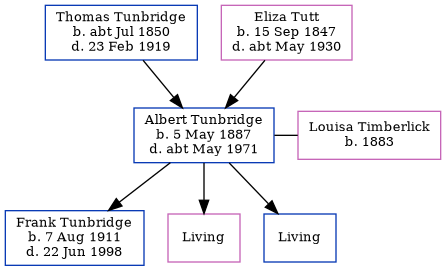 Thomas Tunbridge
b. abt Jul 1850
d. 23 Feb 1919
Eliza Tutt
b. 15 Sep 1847
d. abt May 1930
Albert Tunbridge
b. 5 May 1887
d. abt May 1971
Louisa Timberlick
b. 1883
Frank Tunbridge
b. 7 Aug 1911
d. 22 Jun 1998
Living
Living